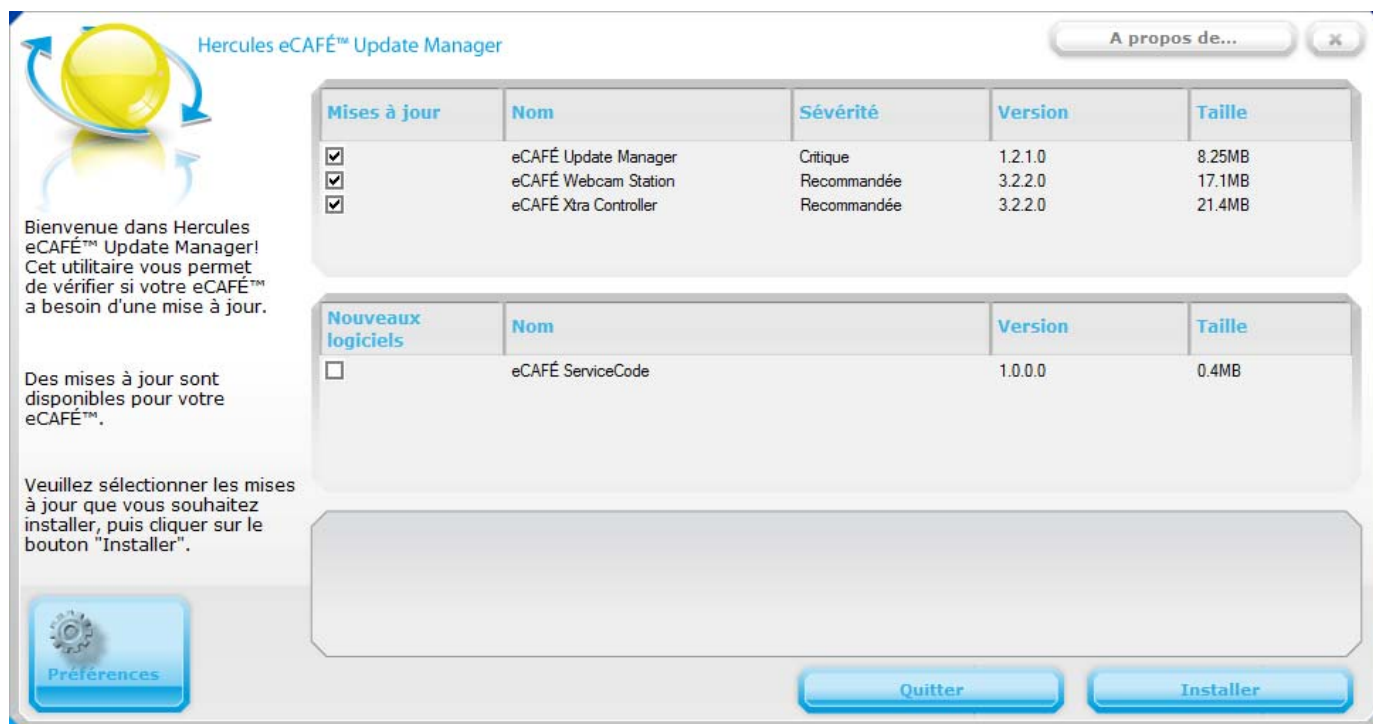 Hercules eCAFÉ™ Update Manager
A propos de...
Bienvenue dans Hercules
eCAFÉ™ Update Manager!
Cet utilitaire vous permet
de vérifier si votre eCAFÉ™
a besoin d'une mise à jour.
Des mises à jour sont
disponibles pour votre
eCAFÉ™.
Veuillez sélectionner les mises
à jour que vous souhaitez
installer, puis cliquer sur le
bouton "Installer".
Préférences
Mises à jour Nom Sévérité Version Taille
eCAFÉ Update Manager Critique 1.2.1.0 8.25MB
eCAFÉ Webcam Station Recommandée 3.2.2.0 17.1MB
eCAFÉ Xtra Controller Recommandée 3.2.2.0 21.4MB
Nouveaux
logiciels Nom Version Taille
eCAFÉ ServiceCode 1.0.0.0 0.4MB
Quitter
Installer